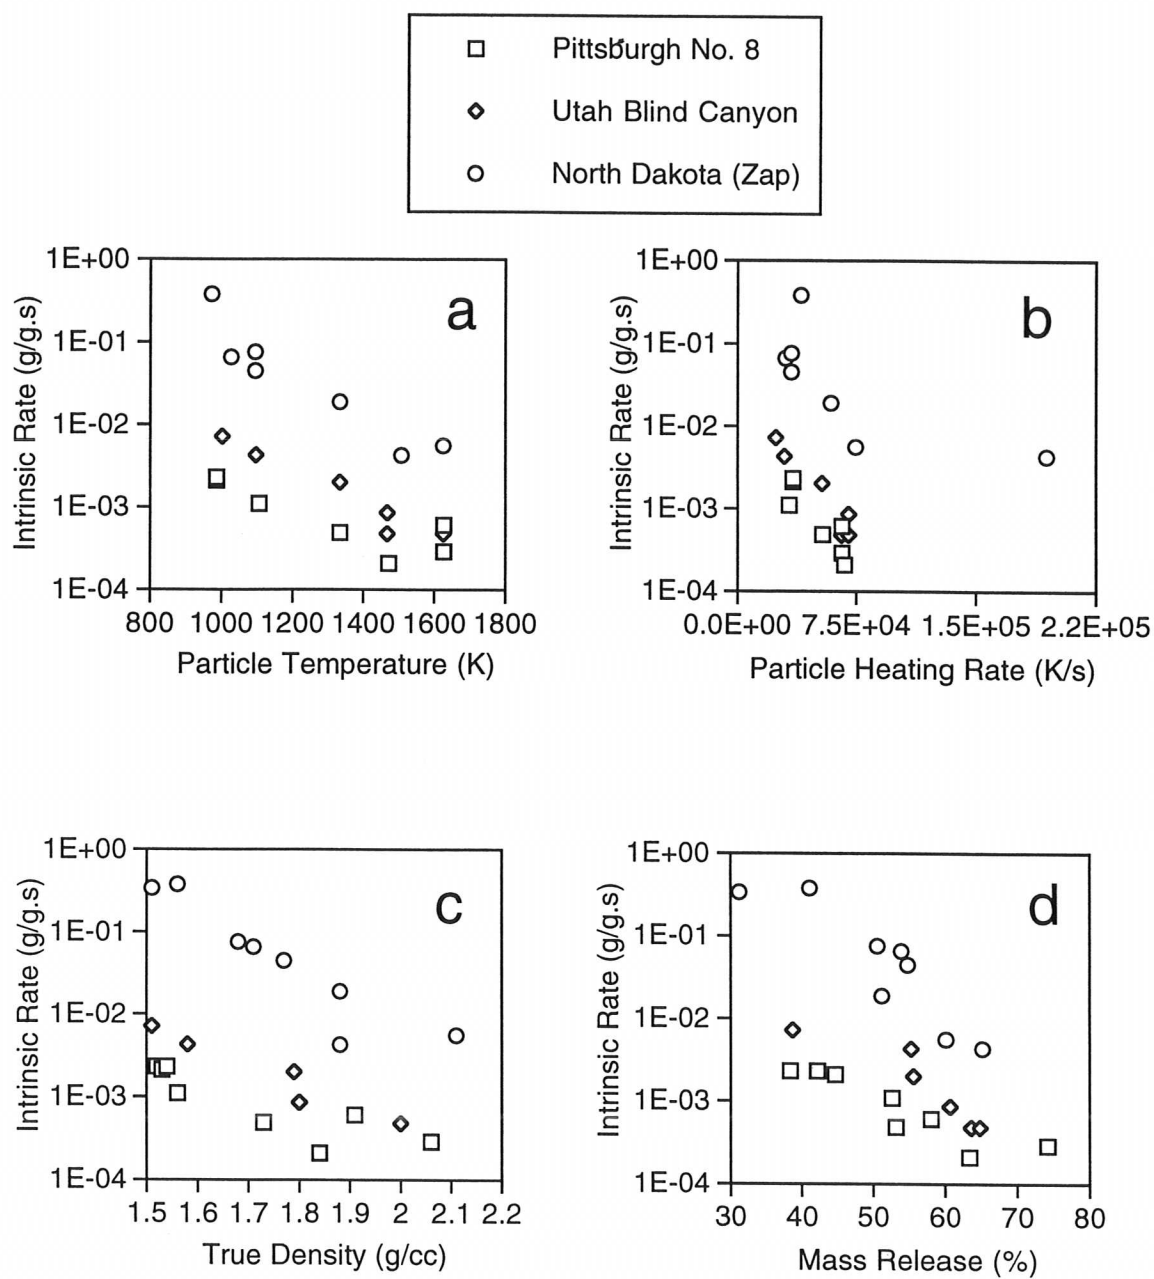 Pittsburgh No. 8
Utah Blind Canyon
North Dakota (Zap)
1E+00
1E-01
1E-02
1E-03
1E-04
Intrinsic Rate (g/g.s)
a
800 1000 1200 1400 1600 1800
Particle Temperature (K)
1E+00
1E-01
1E-02
1E-03
1E-04
Intrinsic Rate (g/g.s)
b
0.0E+00 7.5E+04 1.5E+05 2.2E+05
Particle Heating Rate (K/s)
1E+00
1E-01
1E-02
1E-03
1E-04
Intrinsic Rate (g/g.s)
c
1.5 1.6 1.7 1.8 1.9 2 2.1 2.2
True Density (g/cc)
1E+00
1E-01
1E-02
1E-03
1E-04
Intrinsic Rate (g/g.s)
d
30 40 50 60 70 80
Mass Release (%)